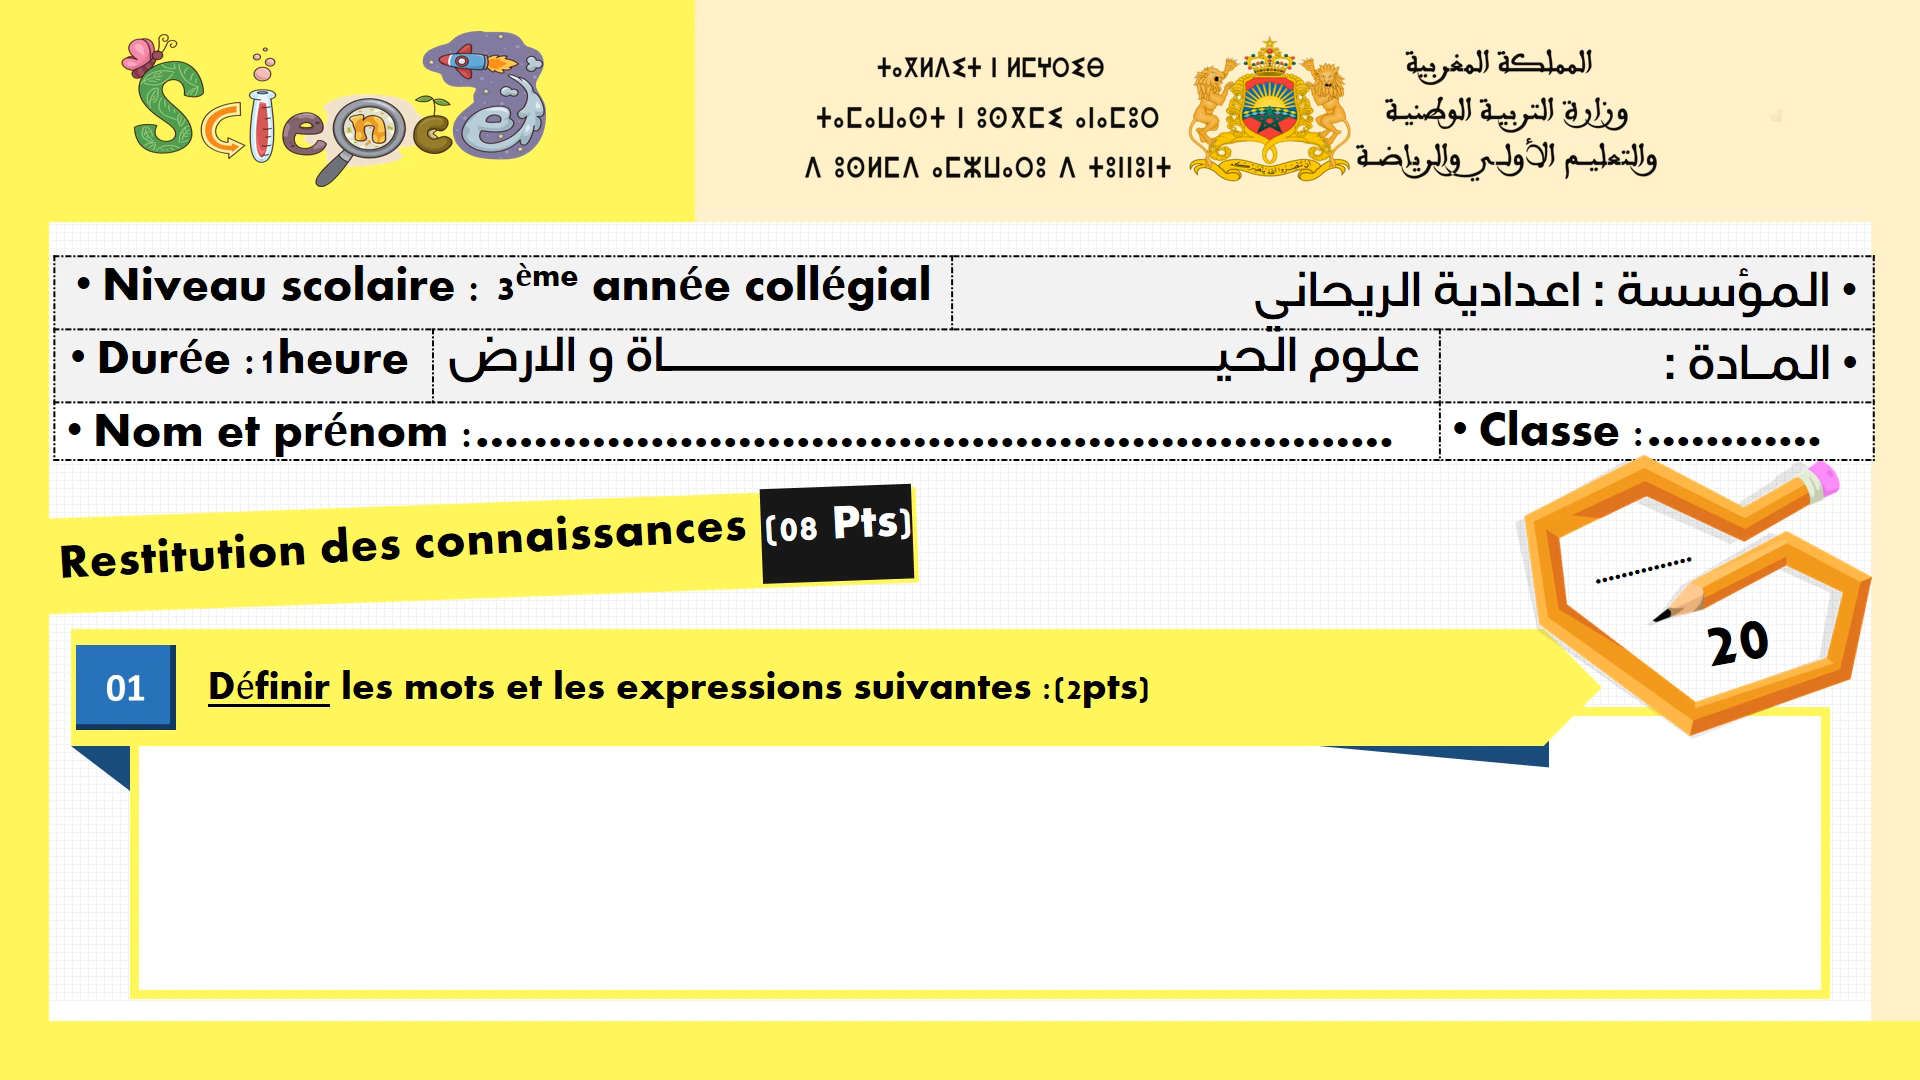 Science
ⵜⴰⴳⵍⴷⵉⵜ ⵏ ⵍⵎⵖⵔⵉⴱ
ⵜⴰⵎⴰⵡⴰⵙⵜ ⵏ ⵓⵙⴳⵎⵉ ⴰⵏⴰⵎⵓⵔ
ⴷ ⵓⵙⵍⵎⴷ ⴰⵎⵣⵡⴰⵔⵓ ⴷ ⵜⵓⵏⵏⵓⵏⵜ
المملكة المغربية
وزارة التربية الوطنية
والتعليم الأولي والرياضة
• Niveau scolaire : 3ème année collégial
• المؤسسة : اعدادية الريحاني
• Durée :1heure
علوم الحيـــــــــــــــــــــــــاة و الارض
• المــادة :
• Nom et prénom :................................................................
• Classe :............
Restitution des connaissances (08 Pts)
..............
20
01 Définir les mots et les expressions suivantes :(2pts)